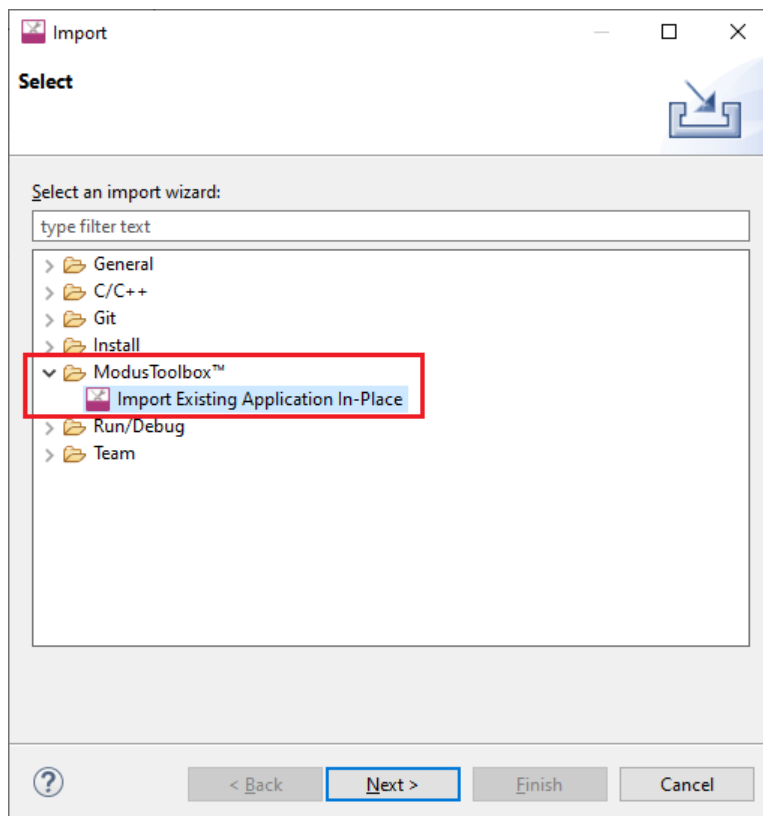 Import
Select
Select an import wizard:
type filter text
General
C/C++
Git
Install
ModusToolbox™
Import Existing Application In-Place
Run/Debug
Team
?
< Back
Next >
Finish
Cancel